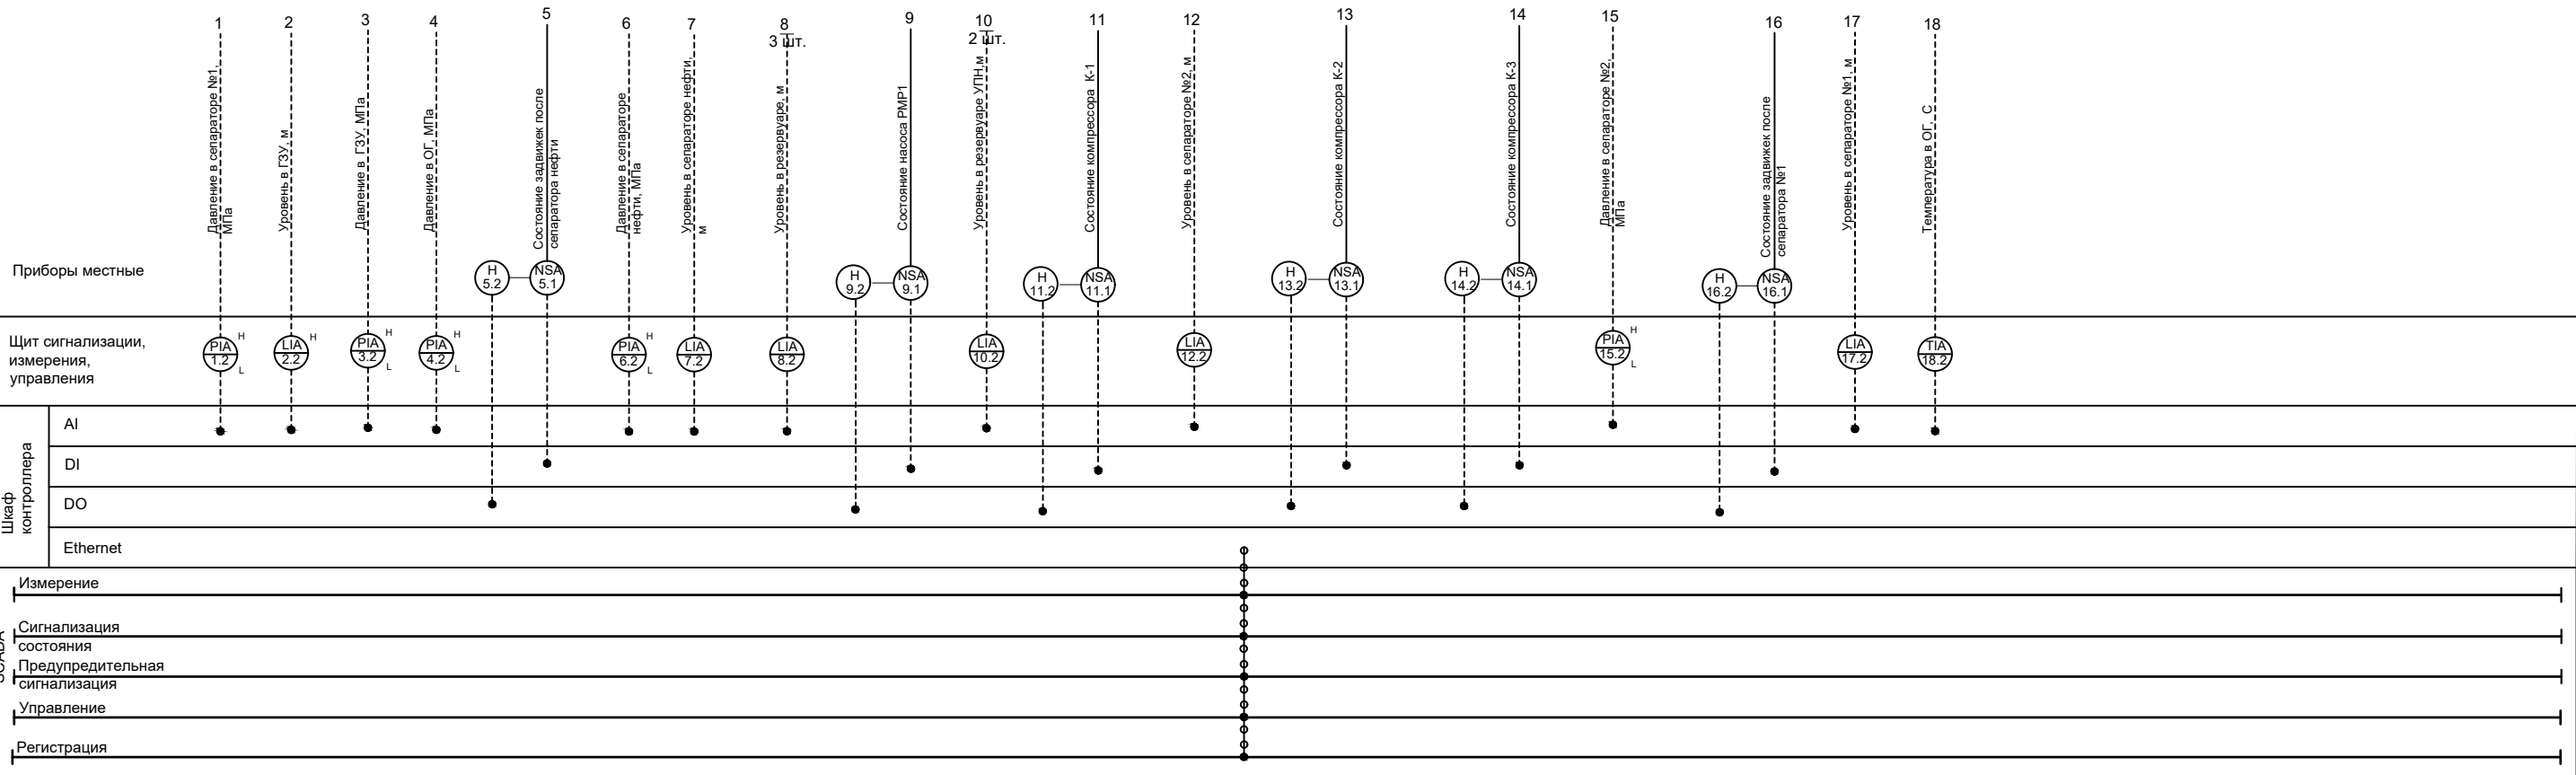 1
2
3
4
5
6
7
8
3 шт.
9
10
2 шт.
11
12
13
14
15
16
17
18
Давление в сепараторе №1,
МПа
Уровень в ГЗУ, м
Давление в ГЗУ, МПа
Давление в ОГ, МПа
Состояние задвижек после
сепаратора нефти
Давление в сепараторе
нефти, МПа
Уровень в сепараторе нефти,
м
Уровень в резервуаре, м
Состояние насоса РМР1
Уровень в резервуаре УПН,м
Состояние компрессора К-1
Уровень в сепараторе №2, м
Состояние компрессора К-2
Состояние компрессора К-3
Давление в сепараторе №2,
МПа
Состояние задвижек после
сепаратора №1
Уровень в сепараторе №1, м
Температура в ОГ, С
Приборы местные
H
5.2
NSA
5.1
H
9.2
NSA
9.1
H
11.2
NSA
11.1
H
13.2
NSA
13.1
H
14.2
NSA
14.1
H
16.2
NSA
16.1
Щит сигнализации,
измерения,
управления
PIA
1.2
H
L
LIA
2.2
H
PIA
3.2
H
L
PIA
4.2
H
L
PIA
6.2
H
L
LIA
7.2
LIA
8.2
LIA
10.2
LIA
12.2
PIA
15.2
H
L
LIA
17.2
TIA
18.2
Шкаф
контроллера
AI
DI
DO
Ethernet
SCADA
Измерение
Сигнализация
состояния
Предупредительная
сигнализация
Управление
Регистрация